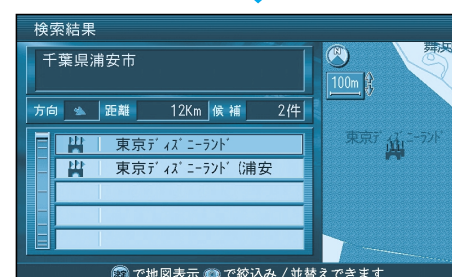 検索結果
千葉県浦安市
方向 距離 12Km 候補 2件
東京ディズニーランド
東京ディズニーランド(浦安
100m
舞浜
東京ディズニーランド
で地図表示 で絞込み/並替えできます